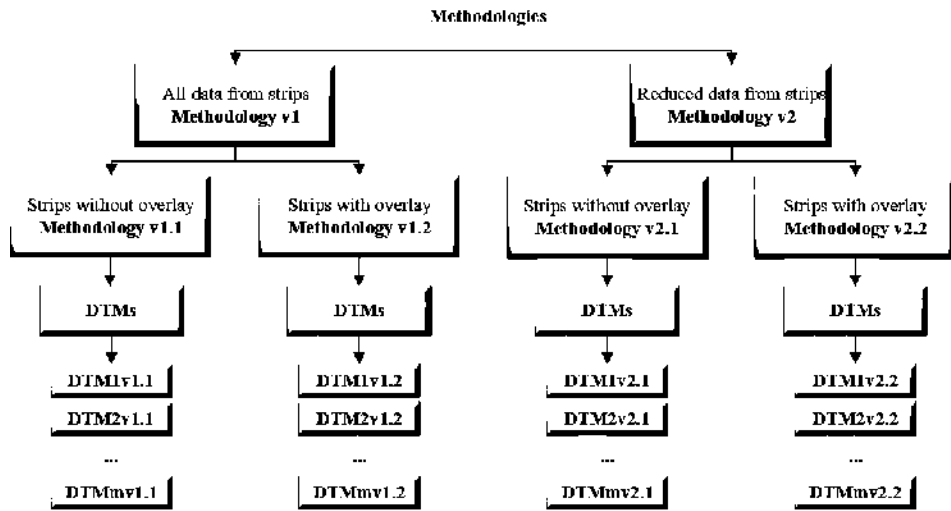 Methodologies
All data from strips
Methodology v1
Reduced data from strips
Methodology v2
Strips without overlay
Methodology v1.1
Strips with overlay
Methodology v1.2
Strips without overlay
Methodology v2.1
Strips with overlay
Methodology v2.2
DTMs
DTMs
DTMs
DTMs
DTM1v1.1
DTM1v1.2
DTM1v2.1
DTM1v2.2
DTM2v1.1
DTM2v1.2
DTM2v2.1
DTM2v2.2
...
...
...
...
DTMmv1.1
DTMmv1.2
DTMmv2.1
DTMmv2.2